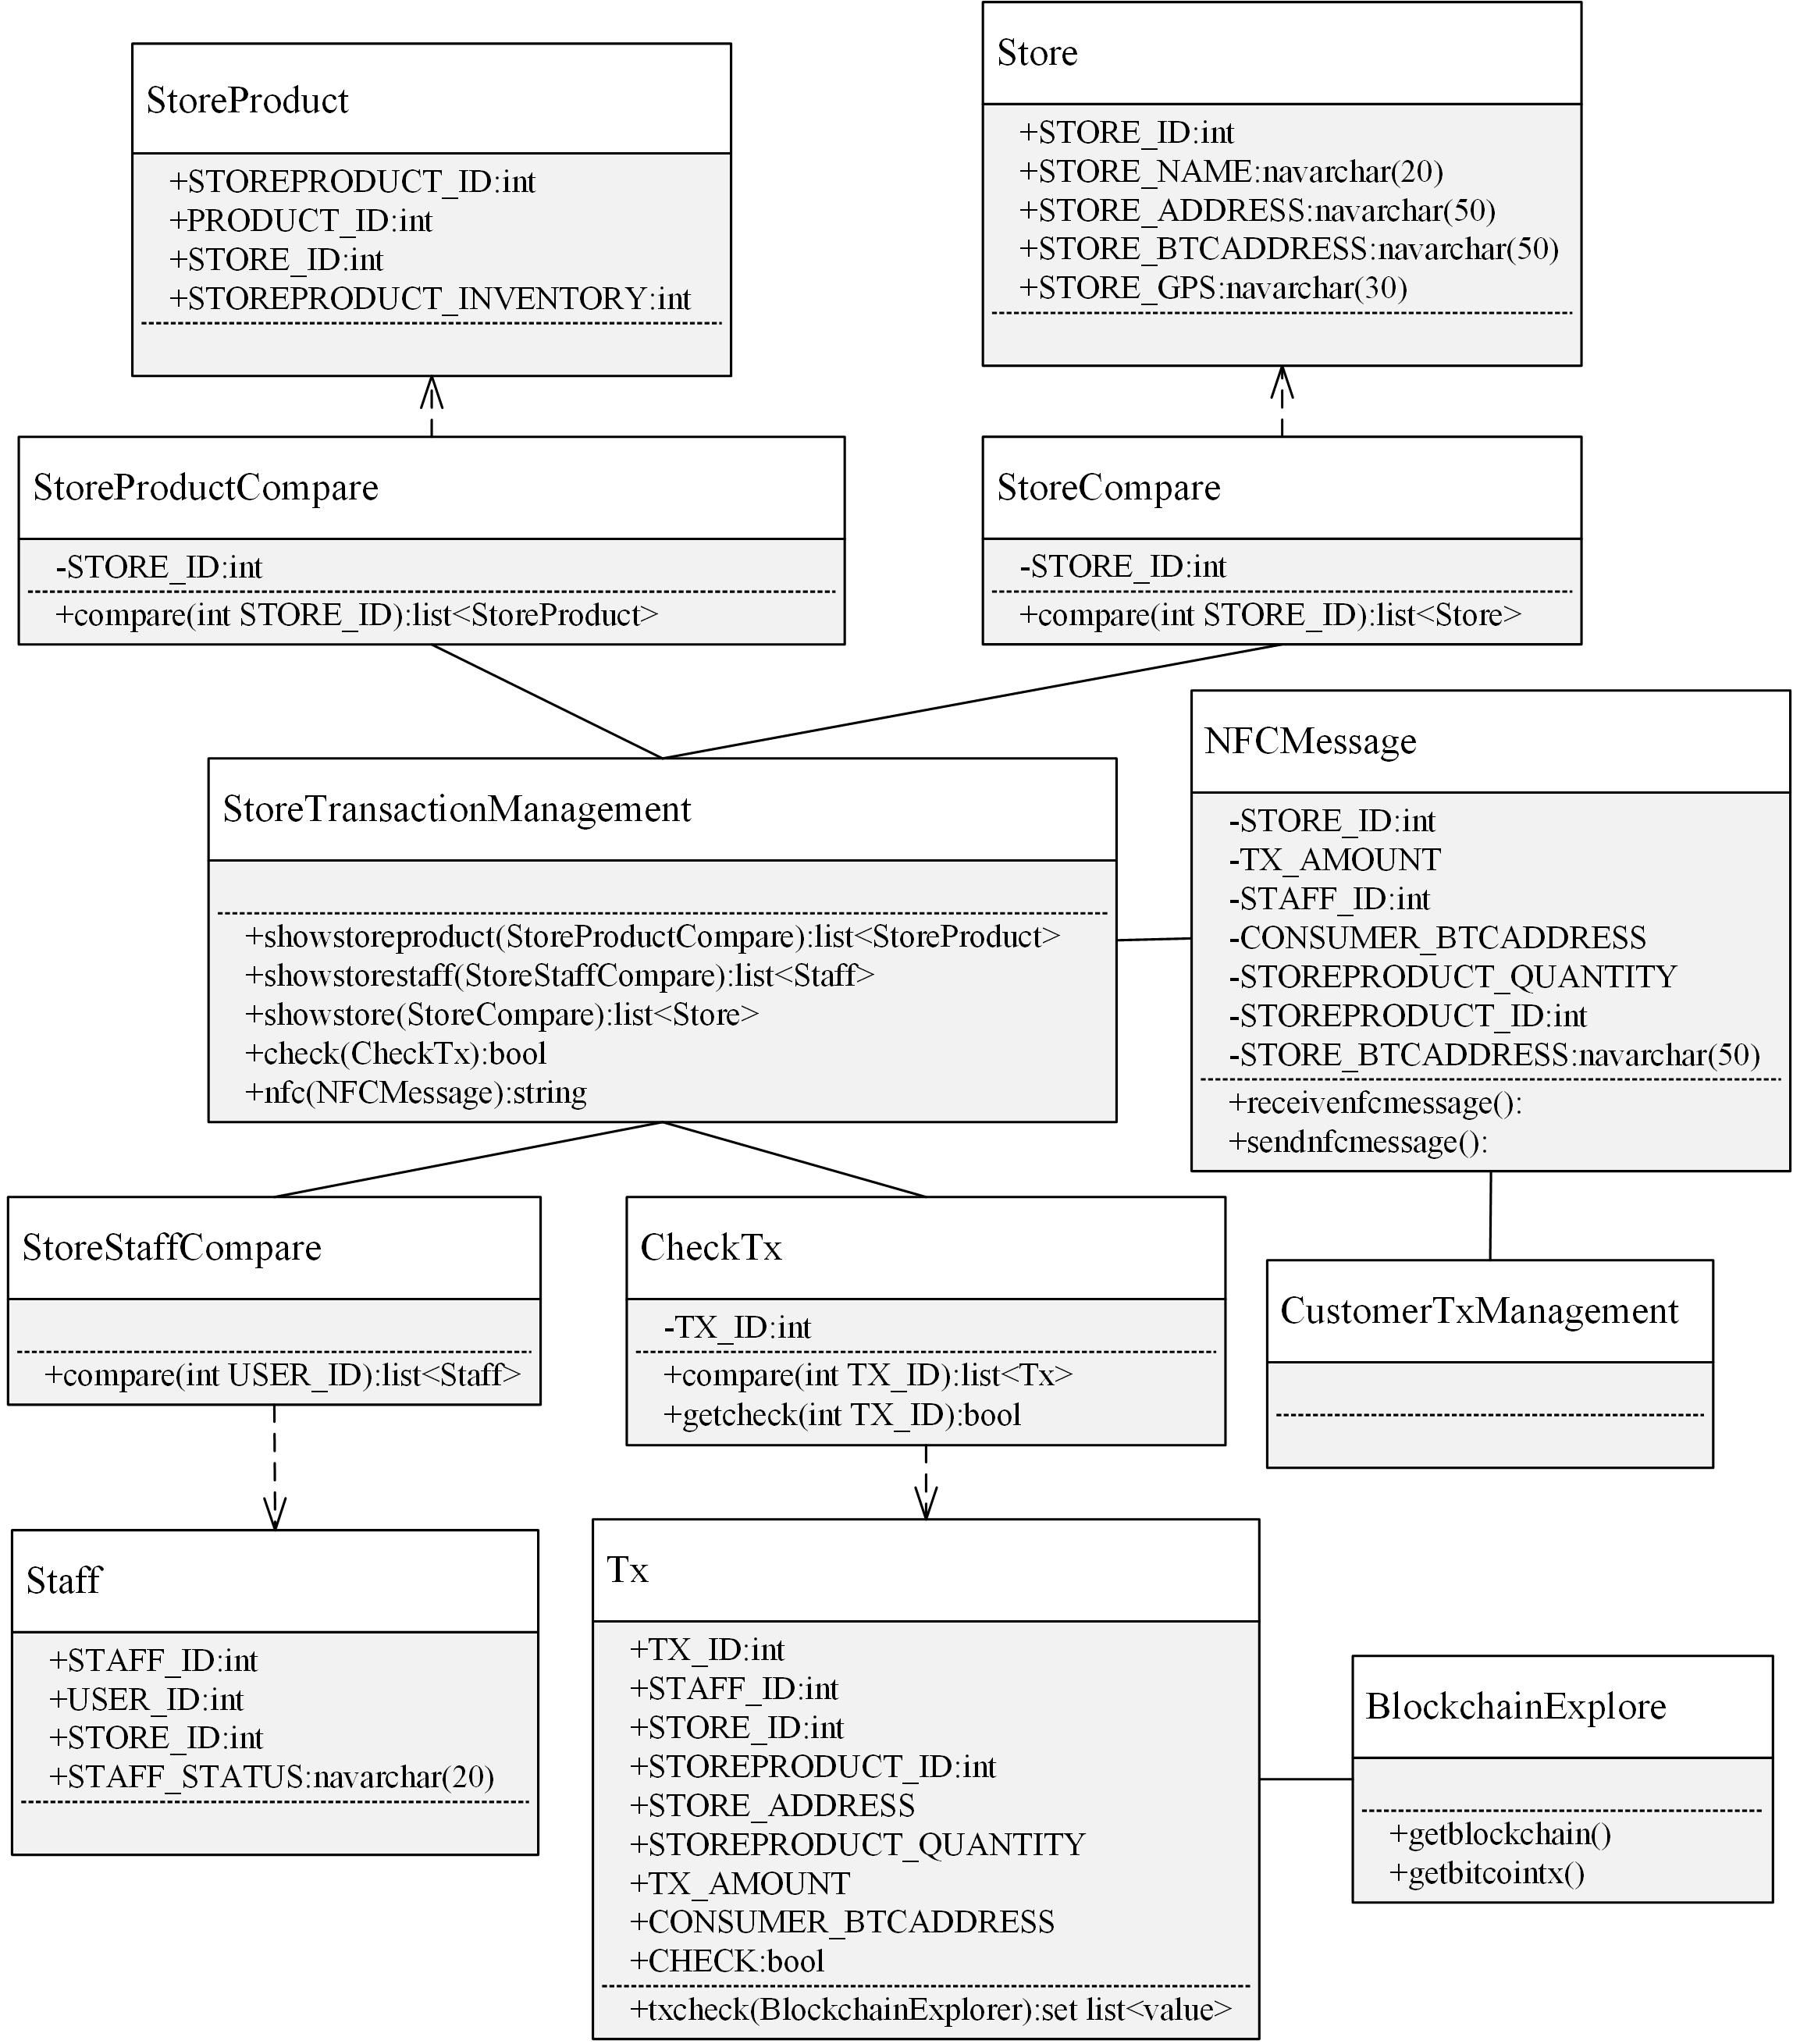 StoreProduct
+STOREPRODUCT_ID:int
+PRODUCT_ID:int
+STORE_ID:int
+STOREPRODUCT_INVENTORY:int
Store
+STORE_ID:int
+STORE_NAME:navarchar(20)
+STORE_ADDRESS:navarchar(50)
+STORE_BTCADDRESS:navarchar(50)
+STORE_GPS:navarchar(30)
StoreProductCompare
-STORE_ID:int
+compare(int STORE_ID):list<StoreProduct>
StoreCompare
-STORE_ID:int
+compare(int STORE_ID):list<Store>
StoreTransactionManagement
+showstoreproduct(StoreProductCompare):list<StoreProduct>
+showstorestaff(StoreStaffCompare):list<Staff>
+showstore(StoreCompare):list<Store>
+check(CheckTx):bool
+nfc(NFCMessage):string
NFCMessage
-STORE_ID:int
-TX_AMOUNT
-STAFF_ID:int
-CONSUMER_BTCADDRESS
-STOREPRODUCT_QUANTITY
-STOREPRODUCT_ID:int
-STORE_BTCADDRESS:navarchar(50)
+receivenfcmessage():
+sendnfcmessage():
StoreStaffCompare
+compare(int USER_ID):list<Staff>
CheckTx
-TX_ID:int
+compare(int TX_ID):list<Tx>
+getcheck(int TX_ID):bool
CustomerTxManagement
Staff
+STAFF_ID:int
+USER_ID:int
+STORE_ID:int
+STAFF_STATUS:navarchar(20)
Tx
+TX_ID:int
+STAFF_ID:int
+STORE_ID:int
+STOREPRODUCT_ID:int
+STORE_ADDRESS
+STOREPRODUCT_QUANTITY
+TX_AMOUNT
+CONSUMER_BTCADDRESS
+CHECK:bool
+txcheck(BlockchainExplorer):set list<value>
BlockchainExplore
+getblockchain()
+getbitcointx()